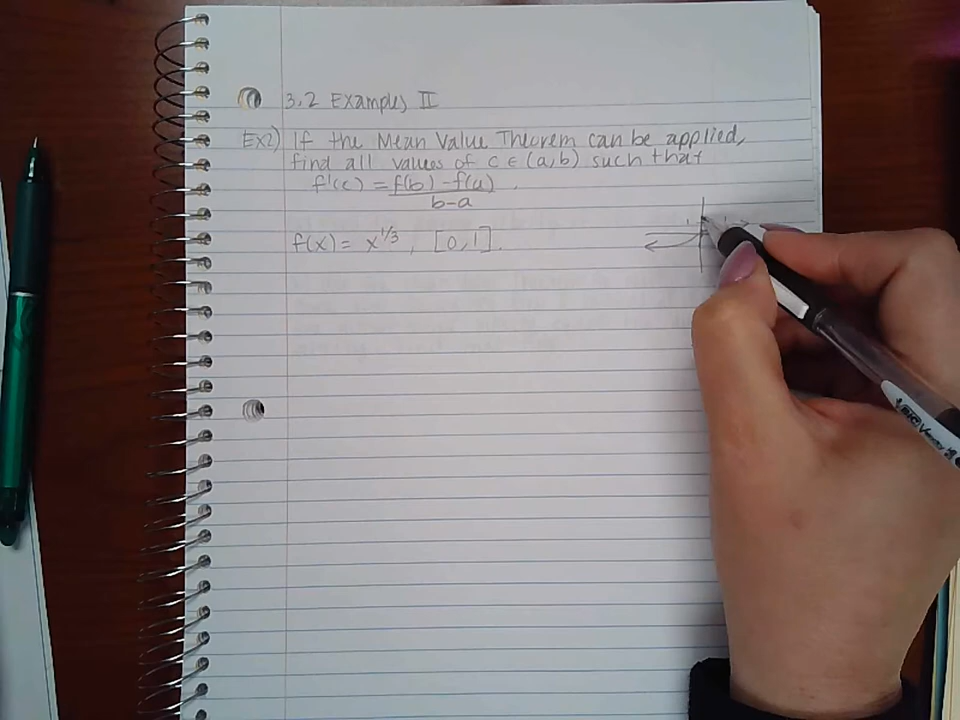 3.2 Examples II
Ex2) If the Mean Value Theorem can be applied,
find all values of c ∈ (a,b) such that
f'(c) = f(b) - f(a)
b-a
f(x) = x^1/3, [0,1].
BIC